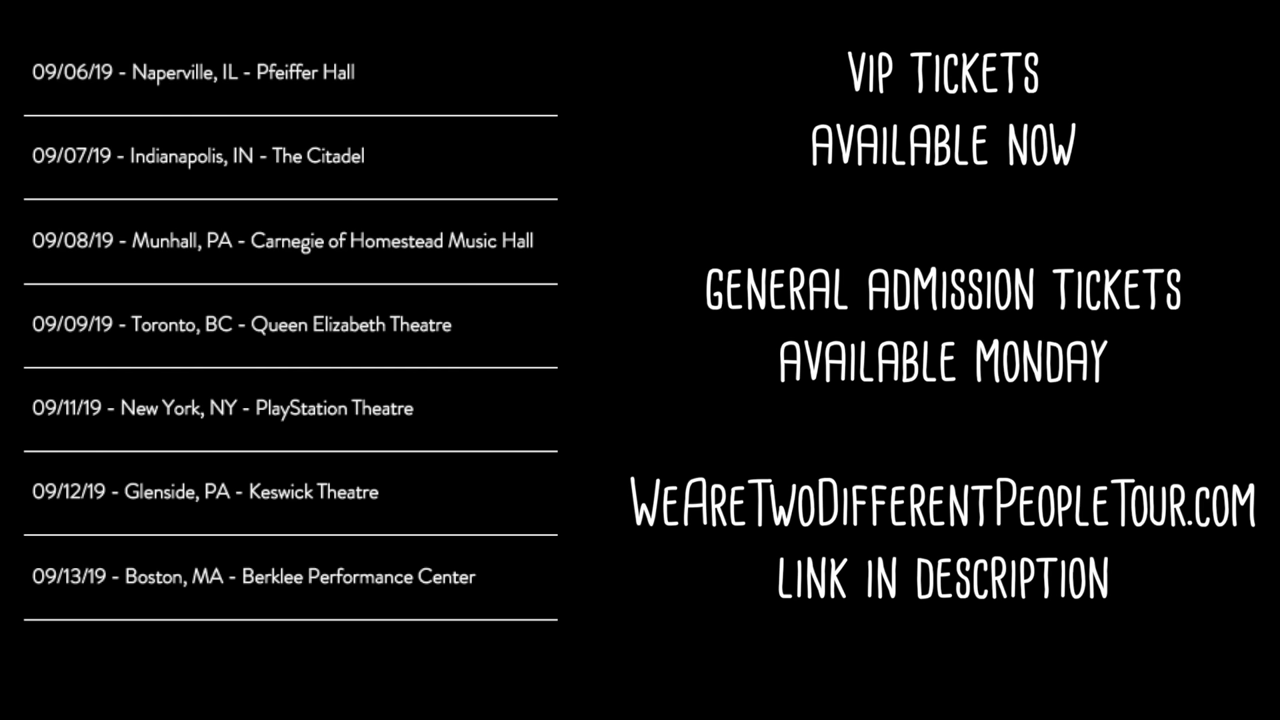 09/06/19 - Naperville, IL - Pfeiffer Hall
09/07/19 - Indianapolis, IN - The Citadel
09/08/19 - Munhall, PA - Carnegie of Homestead Music Hall
09/09/19 - Toronto, BC - Queen Elizabeth Theatre
09/11/19 - New York, NY - PlayStation Theatre
09/12/19 - Glenside, PA - Keswick Theatre
09/13/19 - Boston, MA - Berklee Performance Center
VIP TICKETS
AVAILABLE NOW
GENERAL ADMISSION TICKETS
AVAILABLE MONDAY
WEARETWODIFFERENTPEOPLETOUR.COM
LINK IN DESCRIPTION